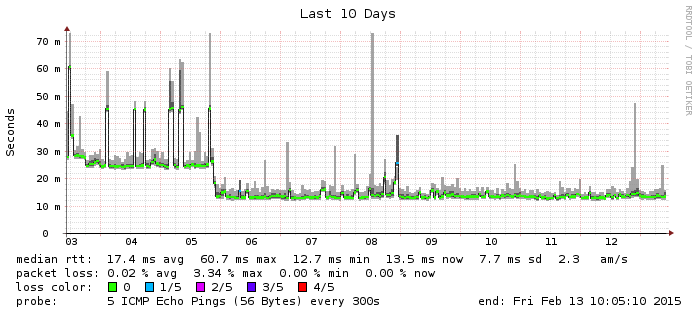 Last 10 Days
RRDTOOL / TOBI OETIKER
Seconds
70 m
60 m
50 m
40 m
30 m
20 m
10 m
0
03 04 05 06 07 08 09 10 11 12
median rtt: 17.4 ms avg 60.7 ms max 12.7 ms min 13.5 ms now 7.7 ms sd 2.3 am/s
packet loss: 0.02 % avg 3.34 % max 0.00 % min 0.00 % now
loss color: 0 1/5 2/5 3/5 4/5
probe: 5 ICMP Echo Pings (56 Bytes) every 300s end: Fri Feb 13 10:05:10 2015